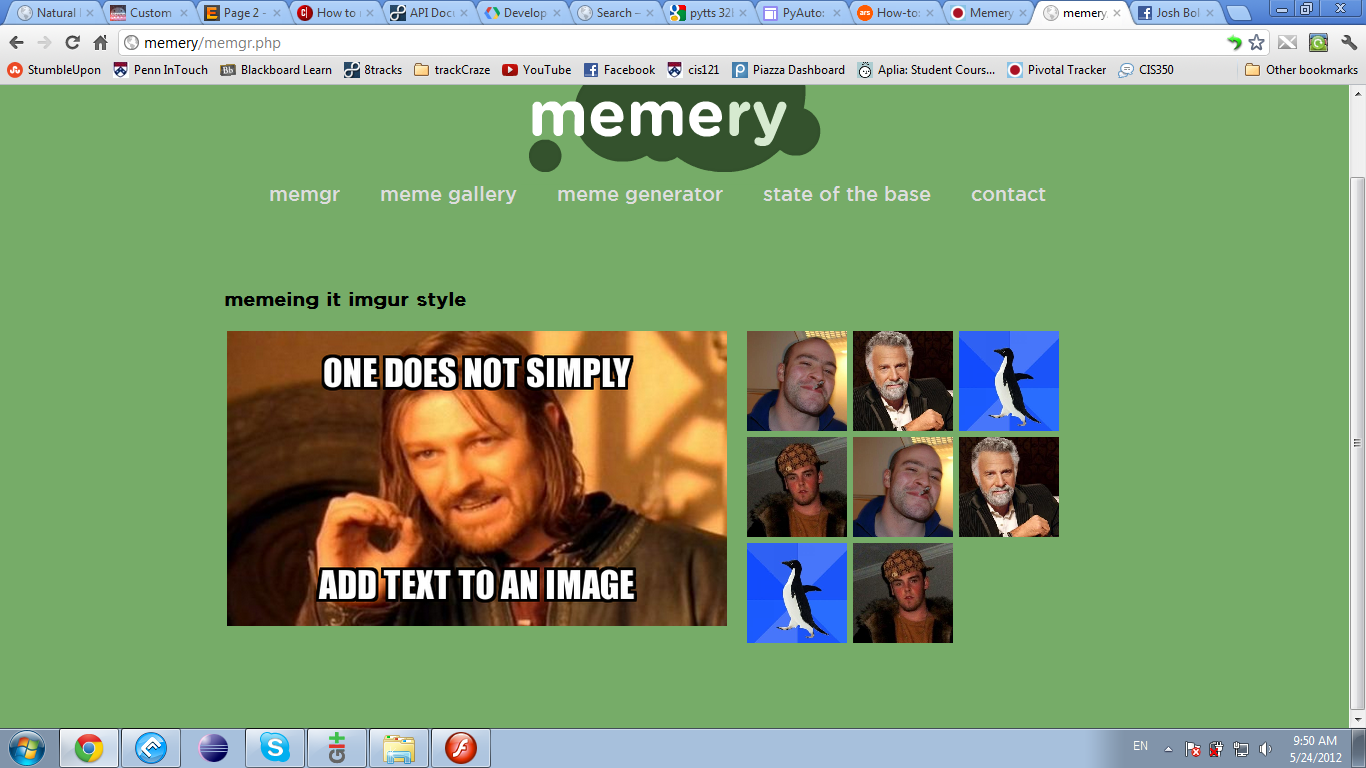 Natural
Custom
Page 2 -
How to
API Doc
Develop
Search –
pytts 32
PyAuto:
How-to:
Memery
memery
Josh Bol
memery/memgr.php
StumbleUpon
Penn InTouch
Bb Blackboard Learn
8tracks
trackCraze
YouTube
Facebook
cis121
Piazza Dashboard
Aplia: Student Cours...
Pivotal Tracker
CIS350
Other bookmarks
memery
memgr meme gallery meme generator state of the base contact
memeing it imgur style
ONE DOES NOT SIMPLY
ADD TEXT TO AN IMAGE
EN
9:50 AM
5/24/2012